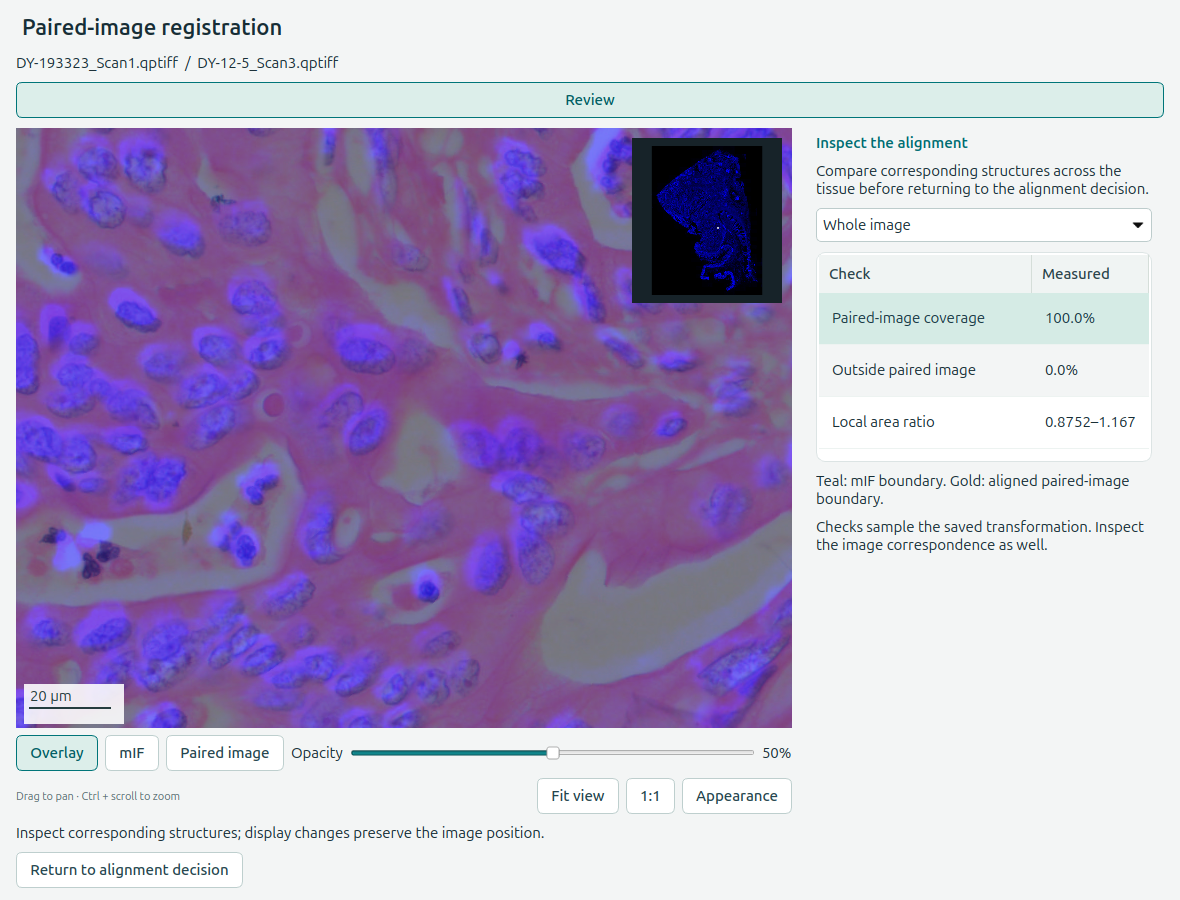 Paired-image registration
DY-193323_Scan1.qptiff / DY-12-5_Scan3.qptiff
Review
Inspect the alignment
Compare corresponding structures across the
tissue before returning to the alignment decision.
Whole image
Check Measured
Paired-image coverage 100.0%
Outside paired image 0.0%
Local area ratio 0.8752–1.167
Teal: mIF boundary. Gold: aligned paired-image
boundary.
Checks sample the saved transformation. Inspect
the image correspondence as well.
20 µm
Overlay mIF Paired image Opacity 50%
Drag to pan · Ctrl + scroll to zoom
Fit view 1:1 Appearance
Inspect corresponding structures; display changes preserve the image position.
Return to alignment decision